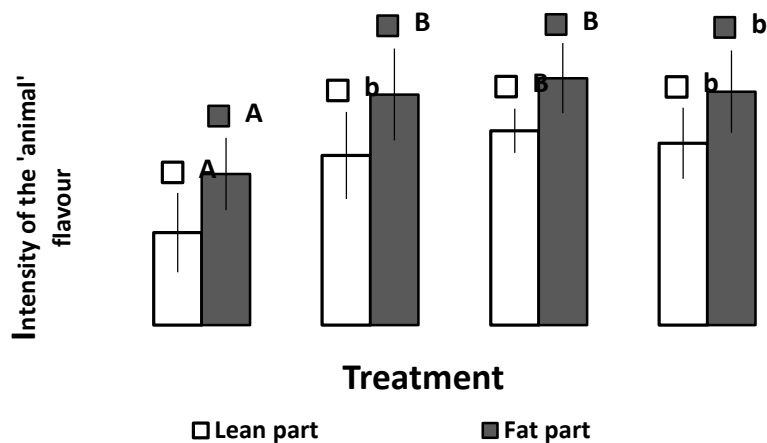 Intensity of the 'animal'
flavour
A
A
b
B
B
B
b
b
Treatment
Lean part
Fat part